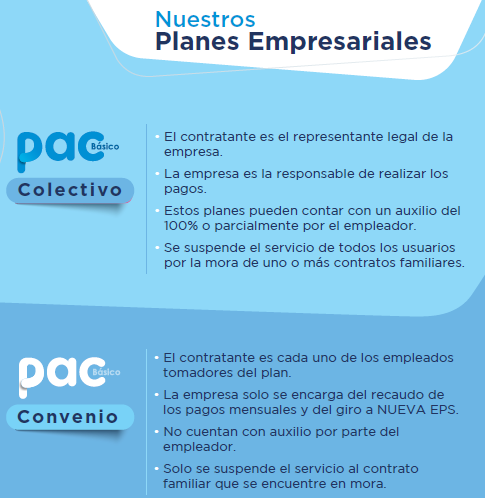 Nuestros
Planes Empresariales
pac Básico
Colectivo
• El contratante es el representante legal de la
empresa.
• La empresa es la responsable de realizar los
pagos.
• Estos planes pueden contar con un auxilio del
100% o parcialmente por el empleador.
• Se suspende el servicio de todos los usuarios
por la mora de uno o más contratos familiares.
pac Básico
Convenio
• El contratante es cada uno de los empleados
tomadores del plan.
• La empresa solo se encarga del recaudo de
los pagos mensuales y del giro a NUEVA EPS.
• No cuentan con auxilio por parte del
empleador.
• Solo se suspende el servicio al contrato
familiar que se encuentre en mora.